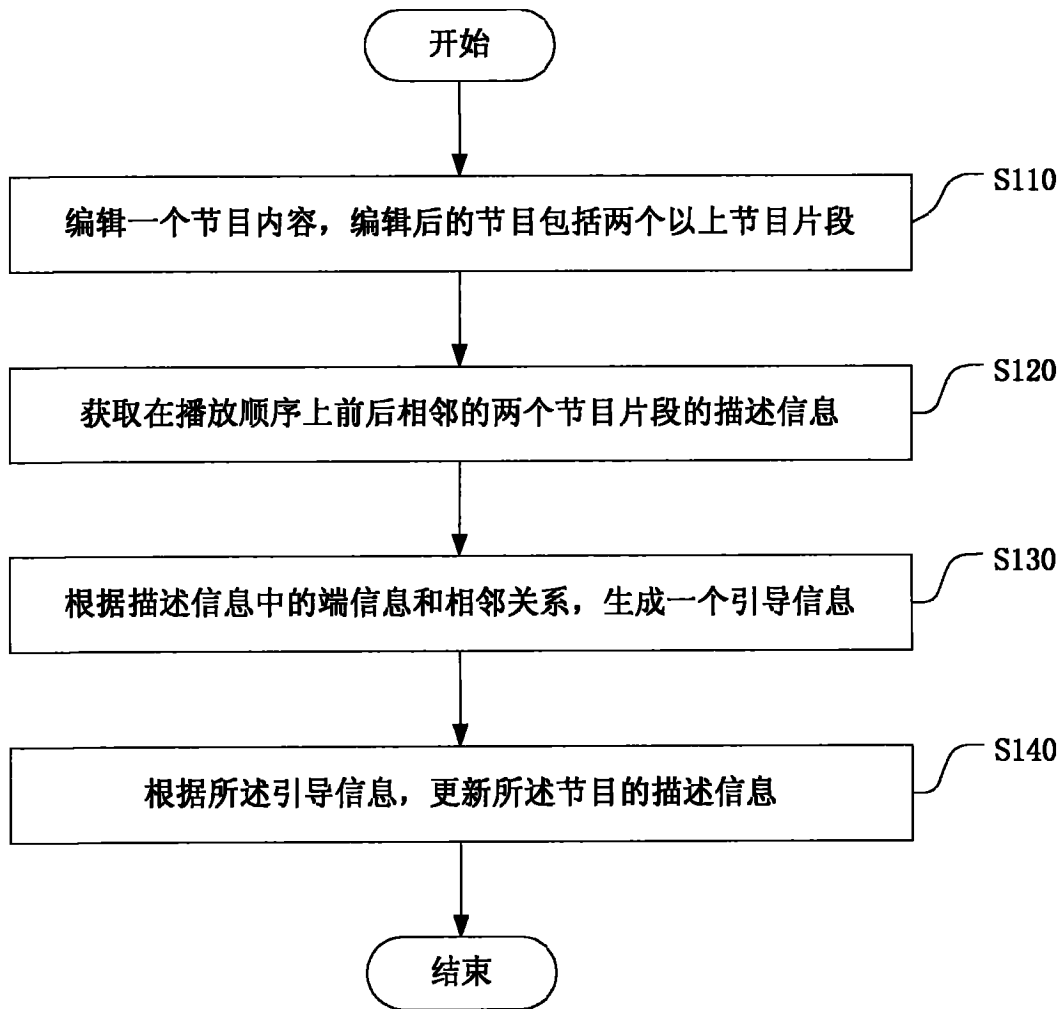 开始
S110
编辑一个节目内容，编辑后的节目包括两个以上节目片段
S120
获取在播放顺序上前后相邻的两个节目片段的描述信息
S130
根据描述信息中的端信息和相邻关系，生成一个引导信息
S140
根据所述引导信息，更新所述节目的描述信息
结束